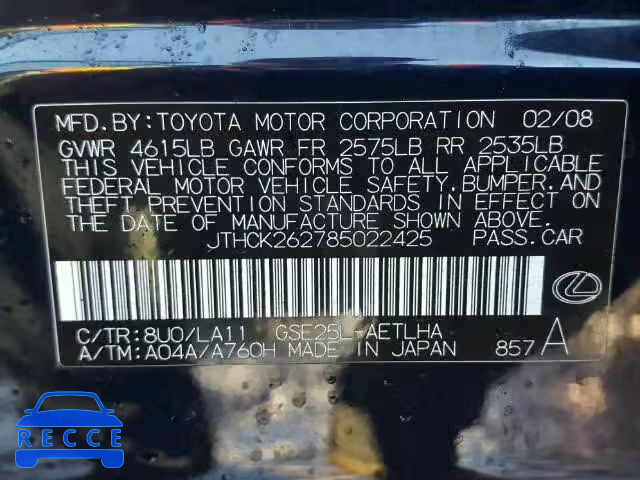 MFD.BY:TOYOTA MOTOR CORPORATION 02/08
GVWR 4615LB GAWR FR 2575LB RR 2535LB
THIS VEHICLE CONFORMS TO ALL APPLICABLE
FEDERAL MOTOR VEHICLE SAFETY,BUMPER,AND
THEFT PREVENTION STANDARDS IN EFFECT ON
THE DATE OF MANUFACTURE SHOWN ABOVE.
JTHCK262785022425 PASS.CAR
C/TR:8U0/LA11 GSE25L-AETLHA
A/TM:A04A/A760H MADE IN JAPAN 857 A
RECCE